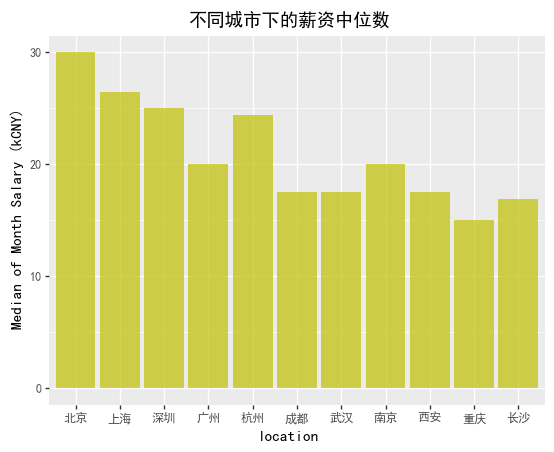 不同城市下的薪资中位数
Median of Month Salary (kCNY)
30
20
10
0
北京 上海 深圳 广州 杭州 成都 武汉 南京 西安 重庆 长沙
location